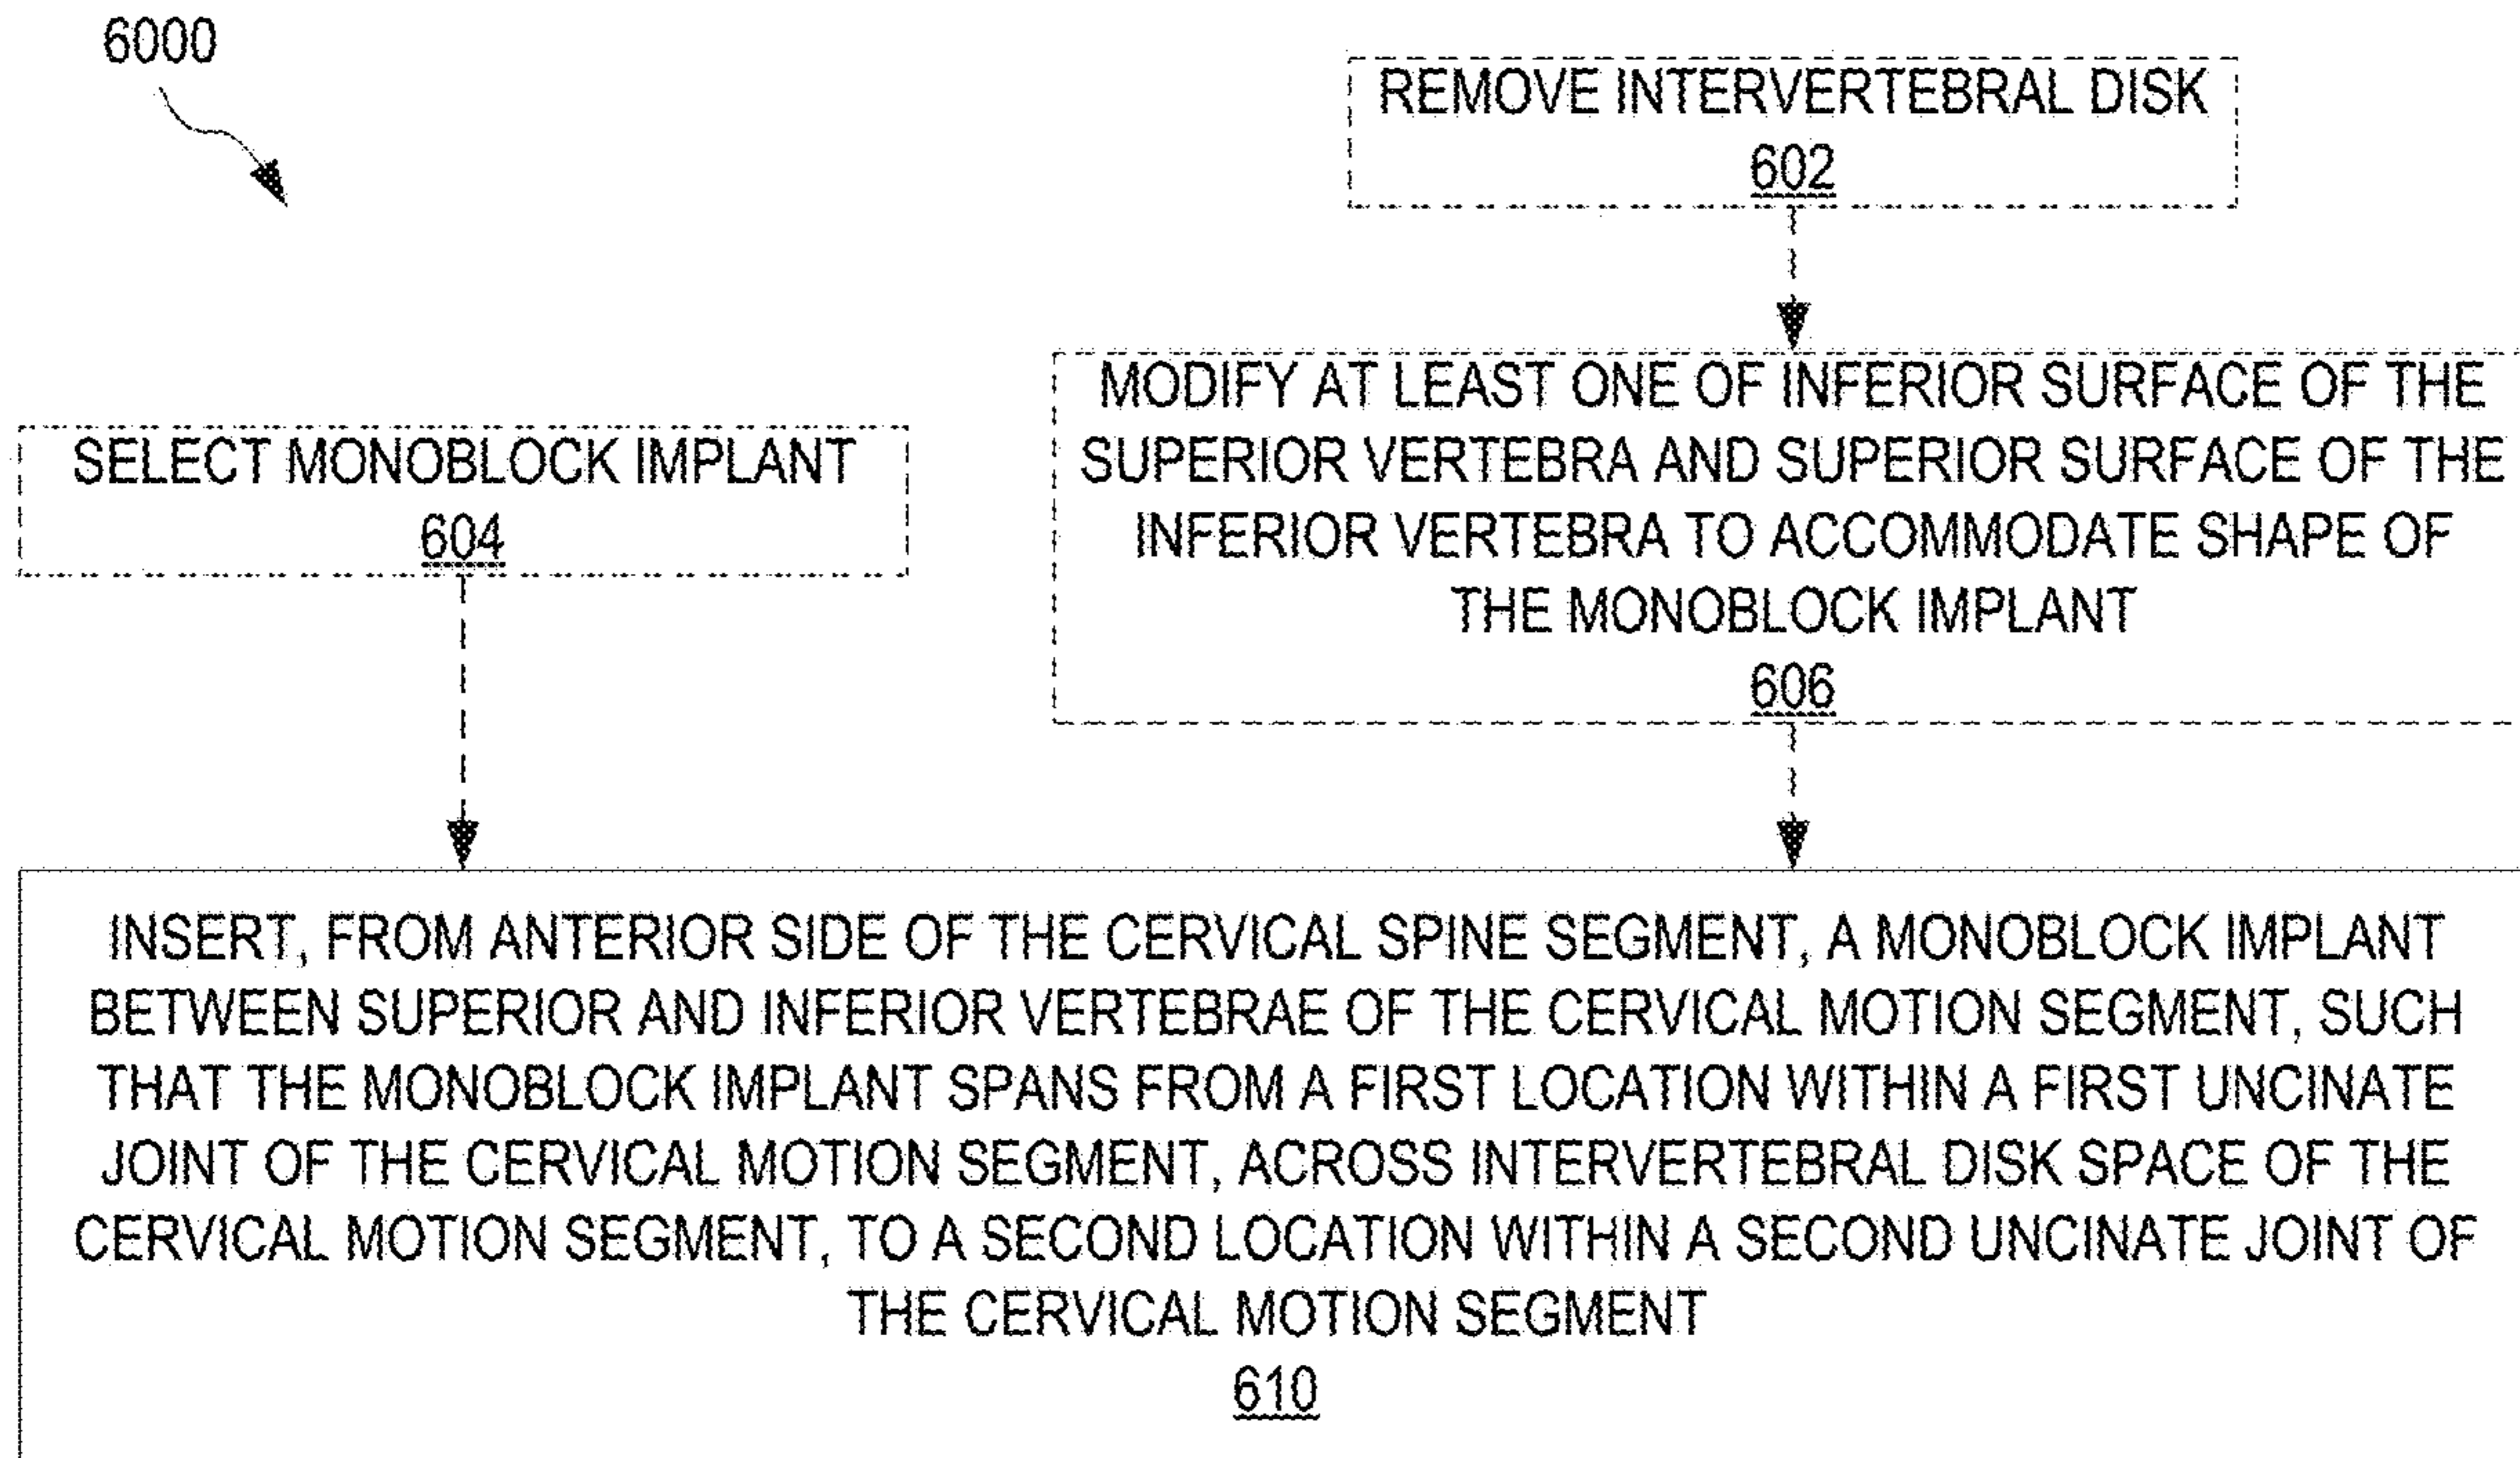 6000
REMOVE INTERVERTEBRAL DISK
602
SELECT MONOBLOCK IMPLANT
604
MODIFY AT LEAST ONE OF INFERIOR SURFACE OF THE
SUPERIOR VERTEBRA AND SUPERIOR SURFACE OF THE
INFERIOR VERTEBRA TO ACCOMMODATE SHAPE OF
THE MONOBLOCK IMPLANT
606
INSERT, FROM ANTERIOR SIDE OF THE CERVICAL SPINE SEGMENT, A MONOBLOCK IMPLANT
BETWEEN SUPERIOR AND INFERIOR VERTEBRAE OF THE CERVICAL MOTION SEGMENT, SUCH
THAT THE MONOBLOCK IMPLANT SPANS FROM A FIRST LOCATION WITHIN A FIRST UNCINATE
JOINT OF THE CERVICAL MOTION SEGMENT, ACROSS INTERVERTEBRAL DISK SPACE OF THE
CERVICAL MOTION SEGMENT, TO A SECOND LOCATION WITHIN A SECOND UNCINATE JOINT OF
THE CERVICAL MOTION SEGMENT
610